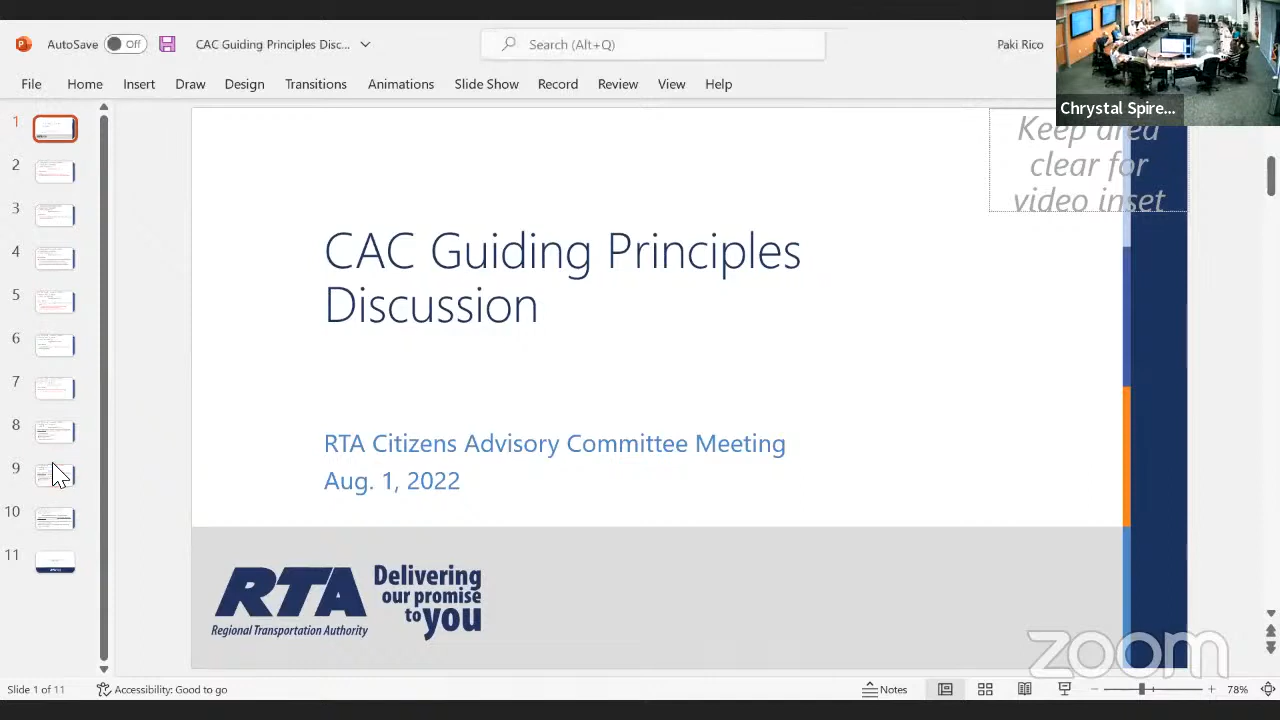 AutoSave Off CAC Guiding Principles Disc... Search (Alt+Q) Paki Rico
File Home Insert Draw Design Transitions Animations Slide Show Record Review View Help
Chrystal Spire...
1
2
3
4
5
6
7
8
9
10
11
Keep area
clear for
video inset
CAC Guiding Principles
Discussion
RTA Citizens Advisory Committee Meeting
Aug. 1, 2022
RTA
Regional Transportation Authority
Delivering
our promise
to you
zoom
Slide 1 of 11 Accessibility: Good to go Notes 78%